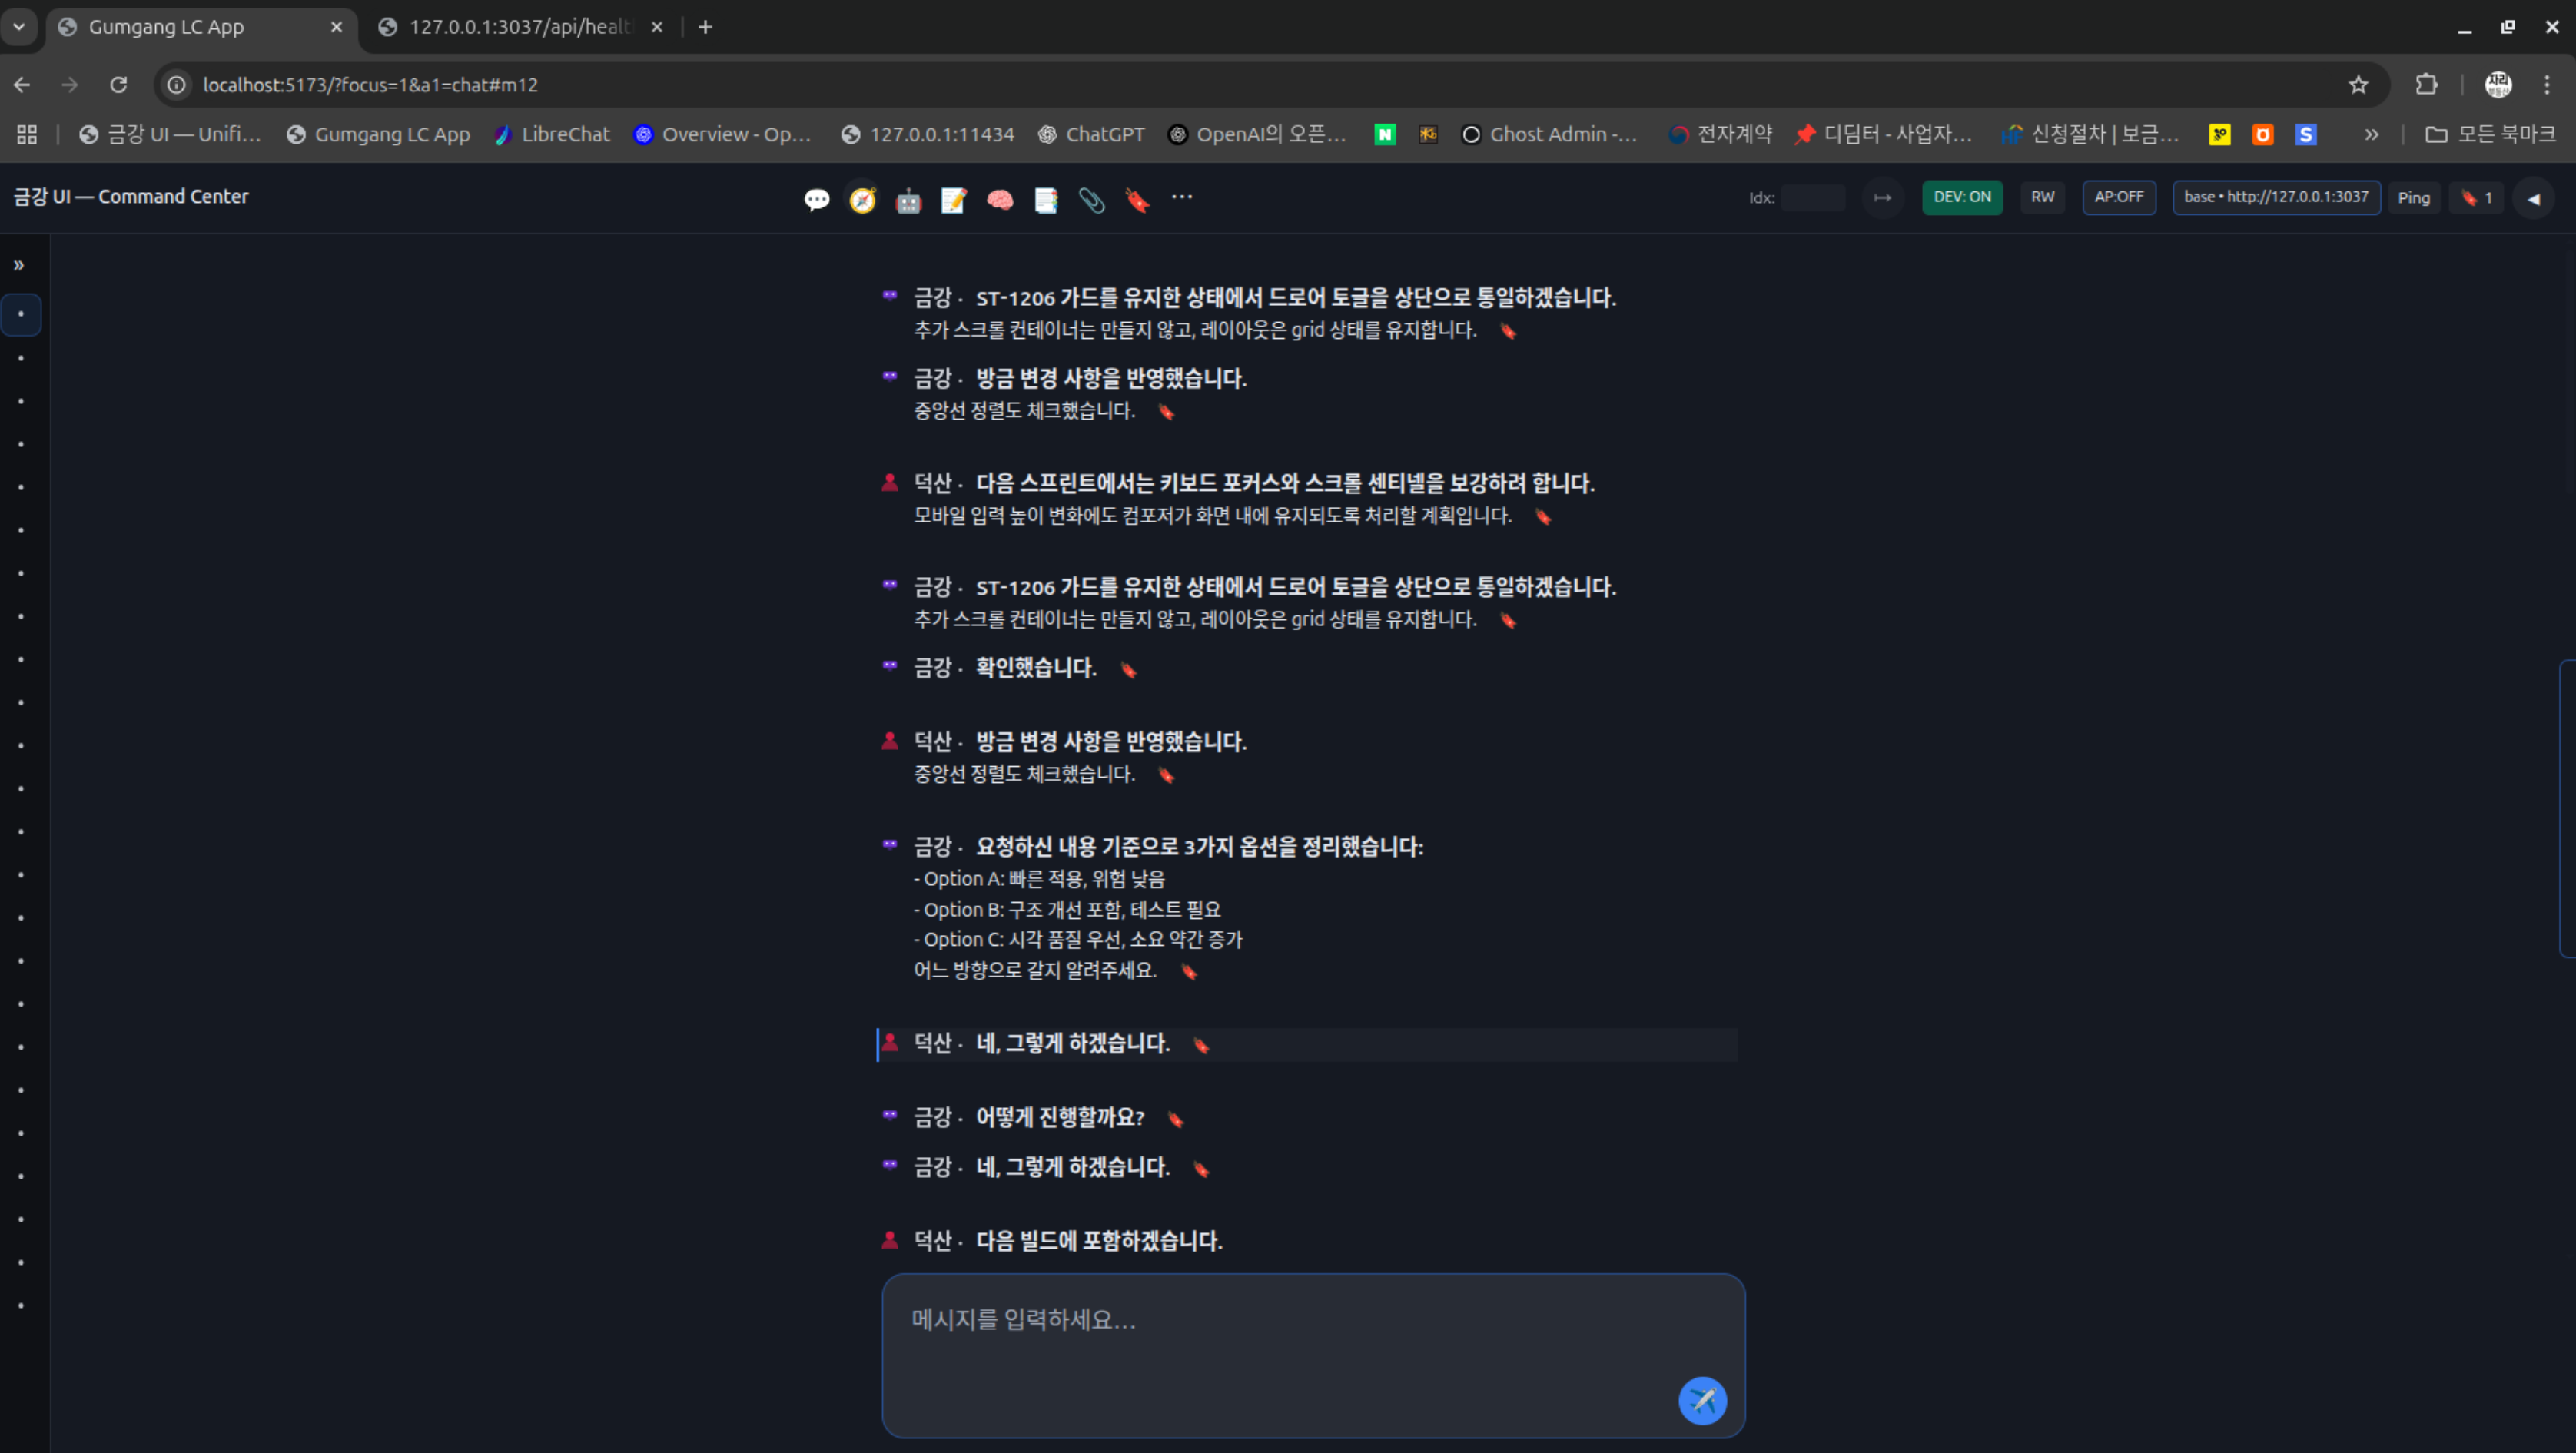 Gumgang LC App
127.0.0.1:3037/api/healt
localhost:5173/?focus=1&a1=chat#m12
금강 UI — Unifi...
Gumgang LC App
LibreChat
Overview - Op...
127.0.0.1:11434
ChatGPT
OpenAI의 오픈...
N
Ghost Admin -...
전자계약
디딤터 - 사업자...
신청절차 | 보금...
S
모든 북마크
금강 UI — Command Center
Idx:
DEV: ON
RW
AP:OFF
base • http://127.0.0.1:3037
Ping
1
금강 · ST-1206 가드를 유지한 상태에서 드로어 토글을 상단으로 통일하겠습니다.
추가 스크롤 컨테이너는 만들지 않고, 레이아웃은 grid 상태를 유지합니다.
금강 · 방금 변경 사항을 반영했습니다.
중앙선 정렬도 체크했습니다.
덕산 · 다음 스프린트에서는 키보드 포커스와 스크롤 센티넬을 보강하려 합니다.
모바일 입력 높이 변화에도 컴포저가 화면 내에 유지되도록 처리할 계획입니다.
금강 · ST-1206 가드를 유지한 상태에서 드로어 토글을 상단으로 통일하겠습니다.
추가 스크롤 컨테이너는 만들지 않고, 레이아웃은 grid 상태를 유지합니다.
금강 · 확인했습니다.
덕산 · 방금 변경 사항을 반영했습니다.
중앙선 정렬도 체크했습니다.
금강 · 요청하신 내용 기준으로 3가지 옵션을 정리했습니다:
- Option A: 빠른 적용, 위험 낮음
- Option B: 구조 개선 포함, 테스트 필요
- Option C: 시각 품질 우선, 소요 약간 증가
어느 방향으로 갈지 알려주세요.
덕산 · 네, 그렇게 하겠습니다.
금강 · 어떻게 진행할까요?
금강 · 네, 그렇게 하겠습니다.
덕산 · 다음 빌드에 포함하겠습니다.
메시지를 입력하세요...